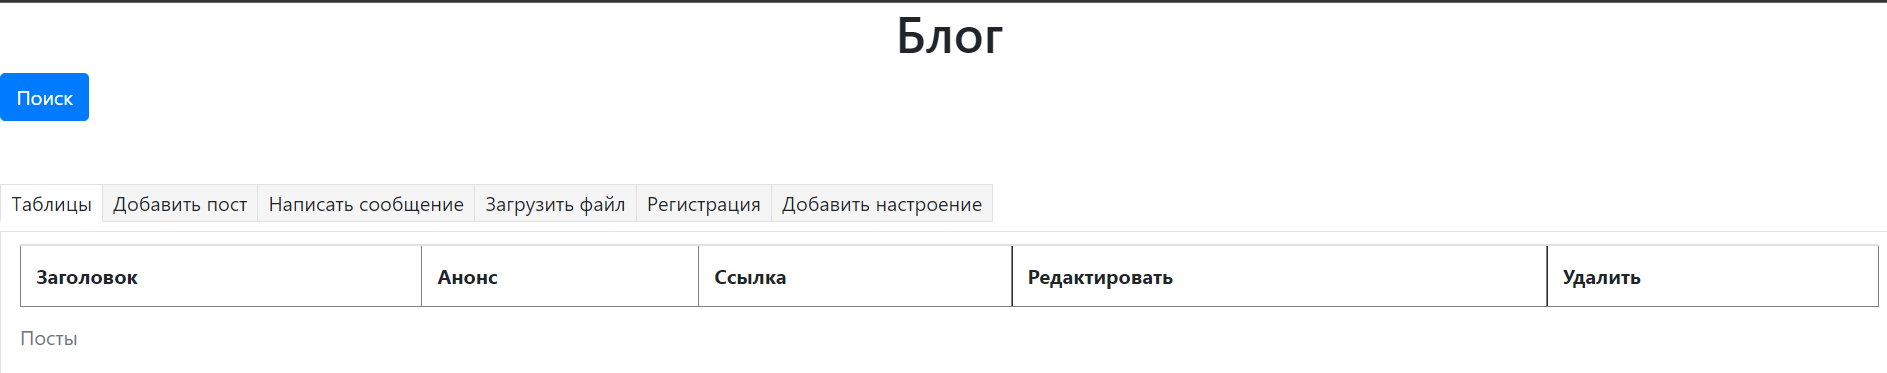 Блог
Поиск
Таблицы Добавить пост Написать сообщение Загрузить файл Регистрация Добавить настроение
Заголовок Анонс Ссылка Редактировать Удалить
Посты